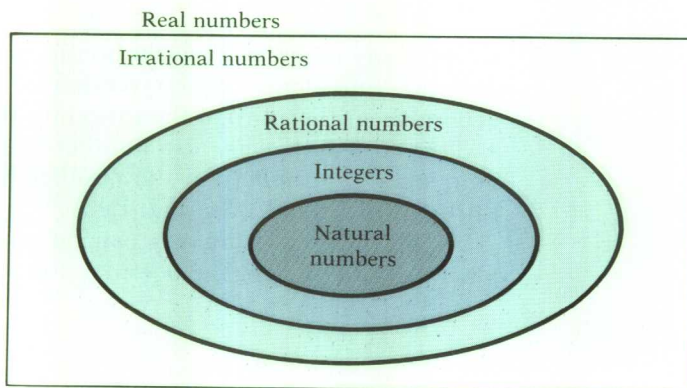 Real numbers
Irrational numbers
Rational numbers
Integers
Natural
numbers